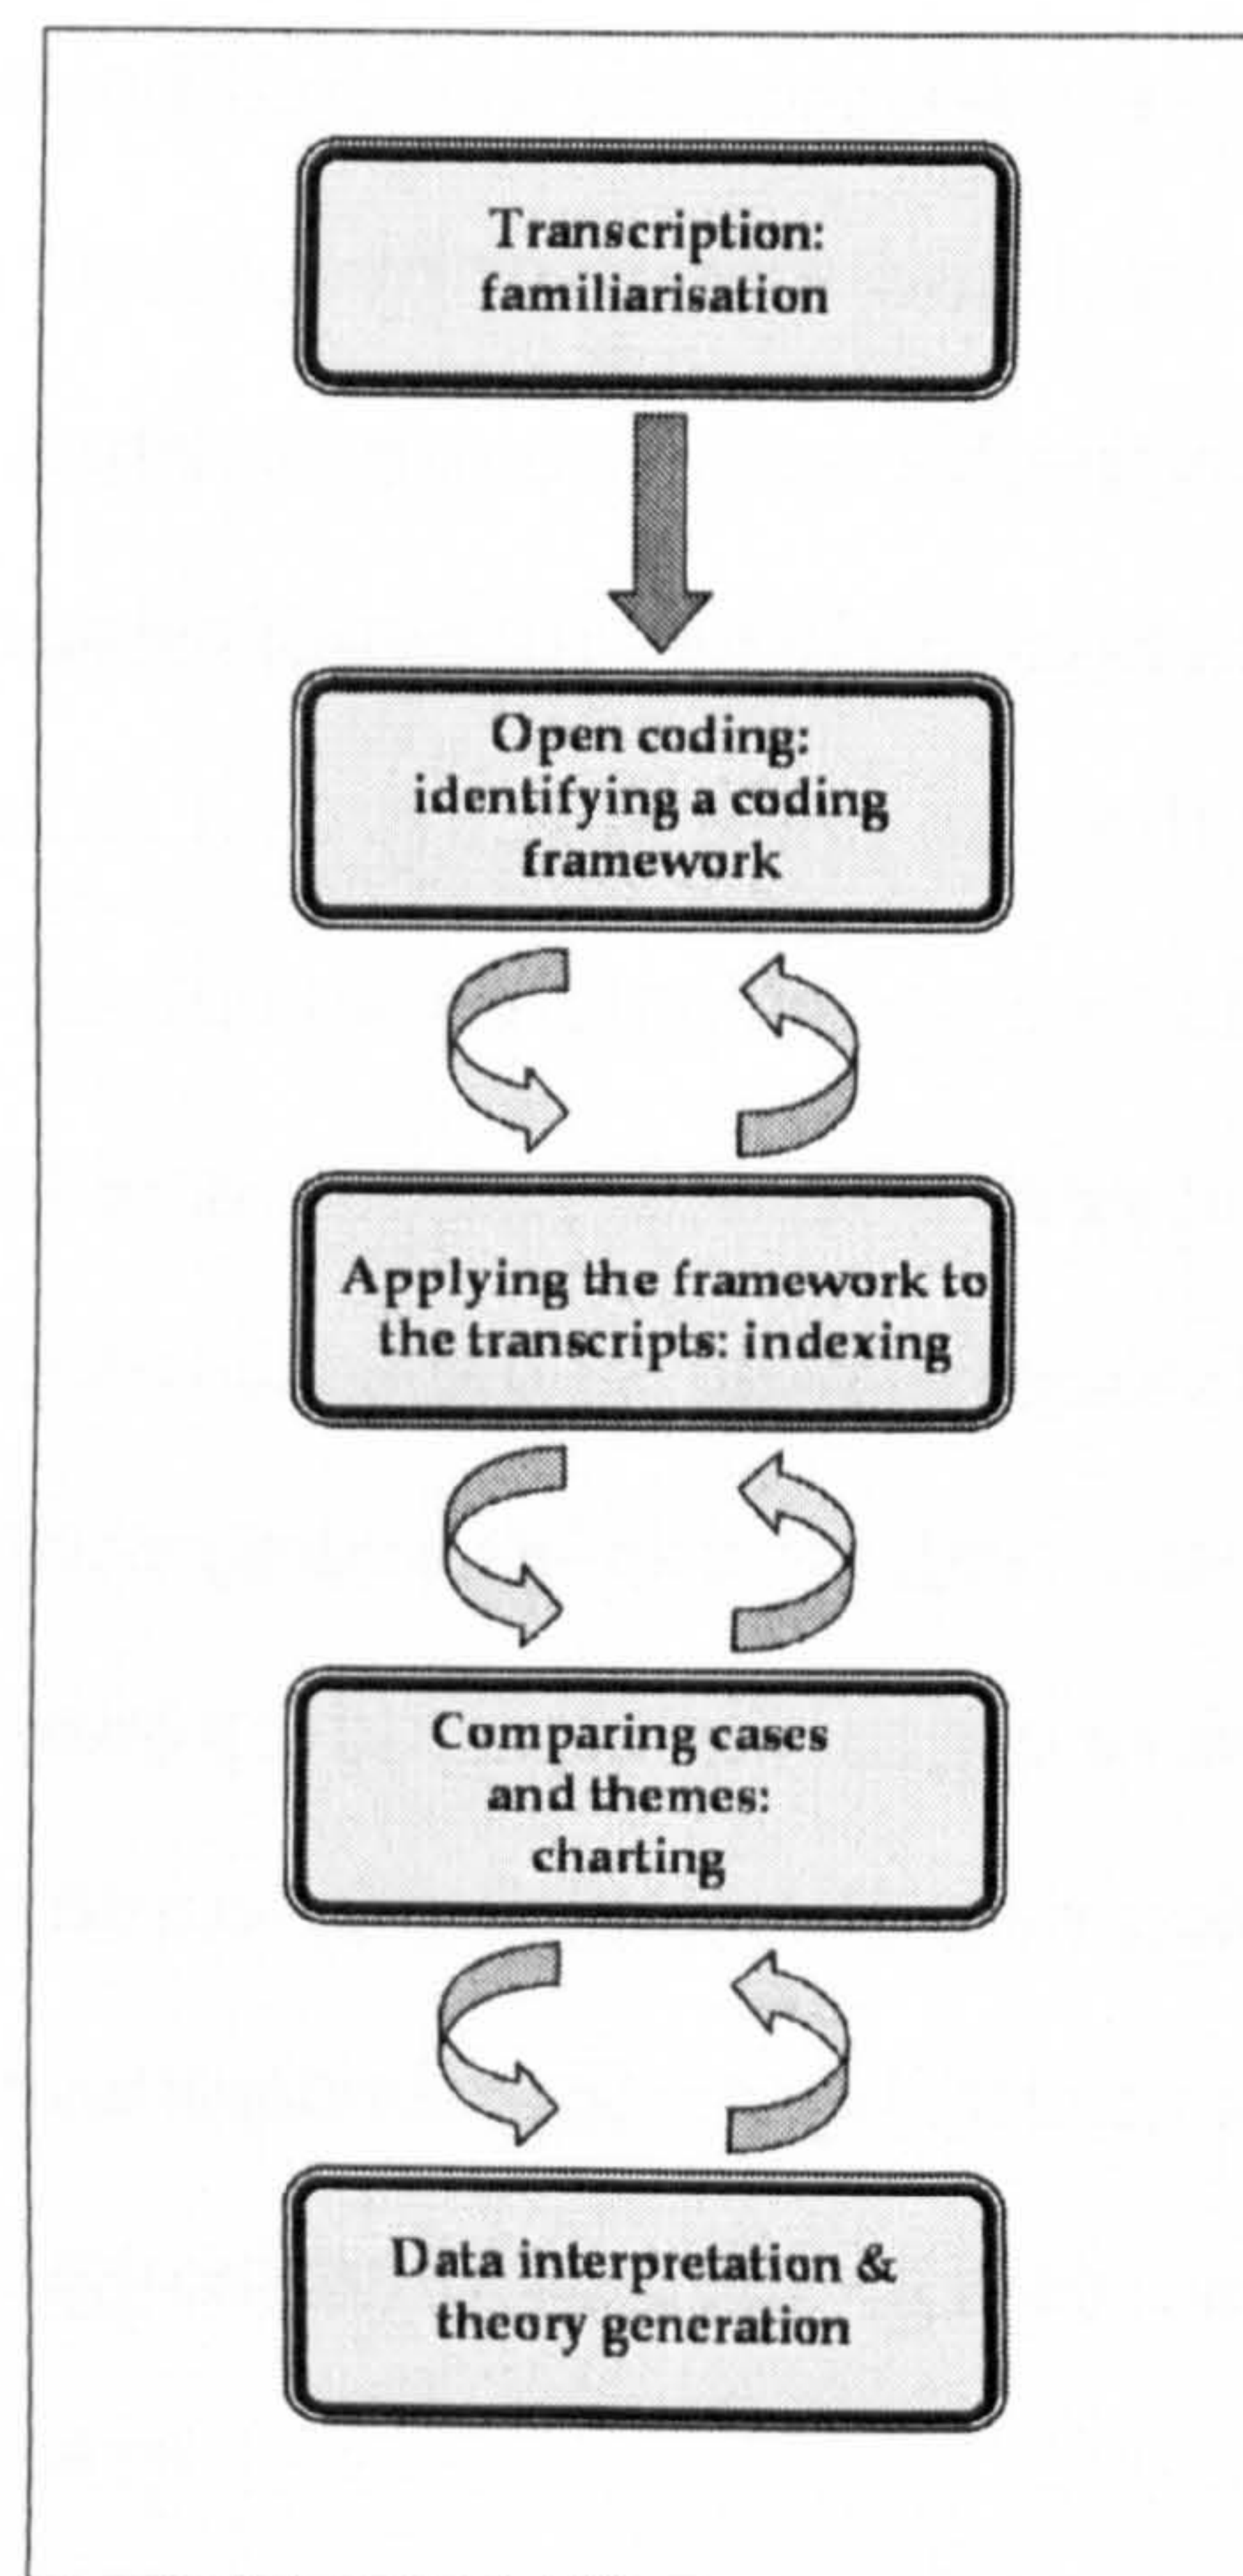 Transcription:
familiarisation
Open coding:
identifying a coding
framework
Applying the framework to
the transcripts: indexing
Comparing cases
and themes:
charting
Data interpretation &
theory generation